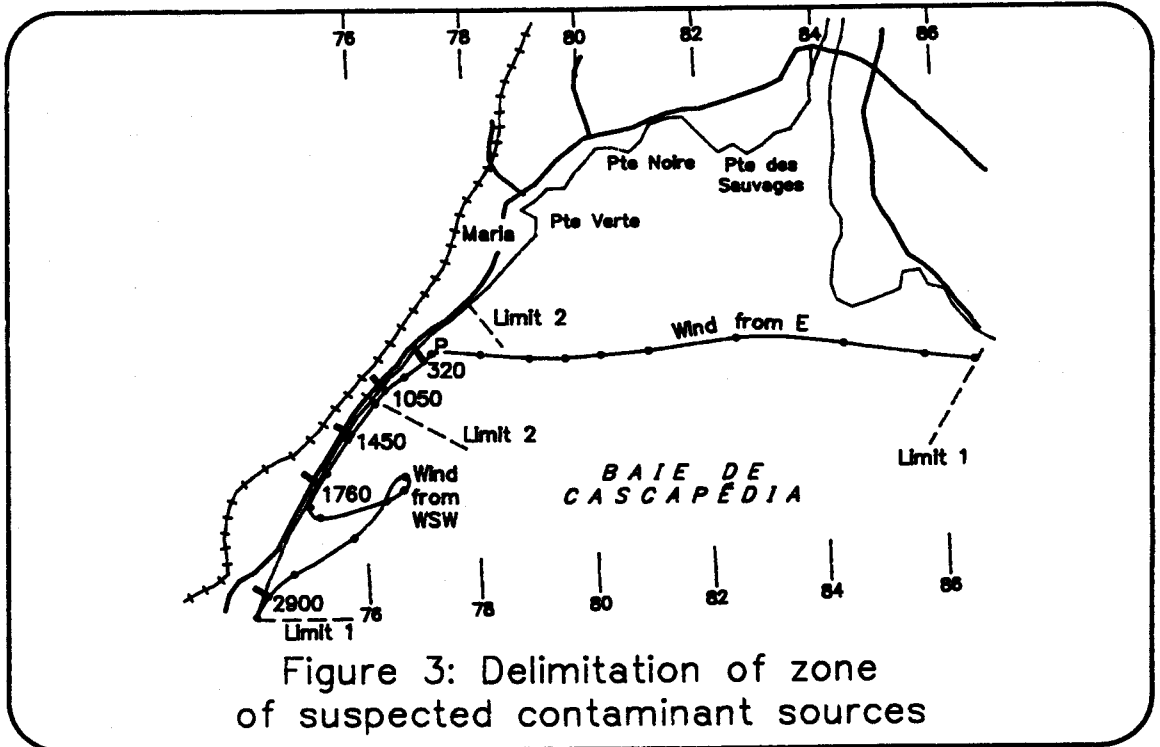 76
78
80
82
84
86
Pte Noire
Pte des
Sauvages
Pte Verte
Maria
Limit 2
Wind from E
P
320
1050
Limit 2
1450
Limit 1
Wind
from
WSW
1760
BAIE DE
CASCAPÉDIA
2900
76
78
80
82
84
86
Limit 1
Figure 3: Delimitation of zone
of suspected contaminant sources